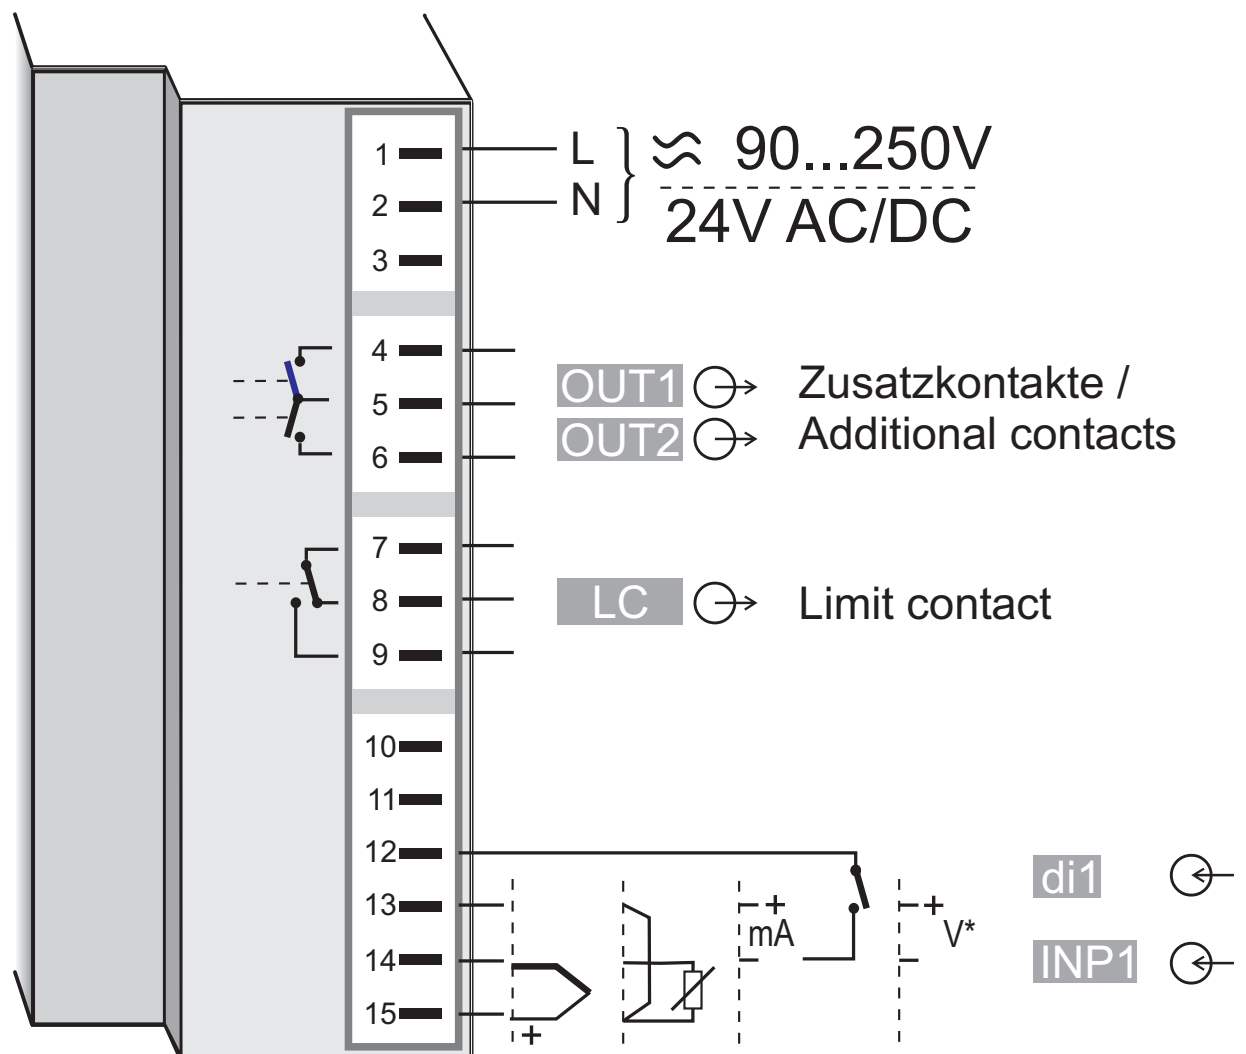 1
L
90...250V
2
N
24V AC/DC
3
4
OUT1
Zusatzkontakte /
5
OUT2
Additional contacts
6
7
8
LC
Limit contact
9
10
11
12
di1
13
+
+
mA
V*
14
INP1
15
+